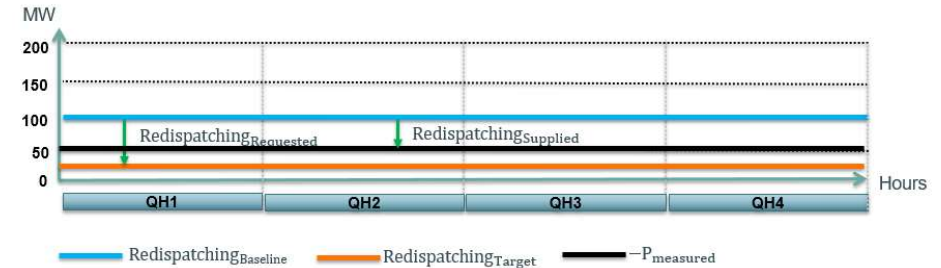 MW
200
150
100
50
0
Redispatching_Requested
Redispatching_Supplied
Hours
QH1 QH2 QH3 QH4
Redispatching_Baseline Redispatching_Target −P_measured